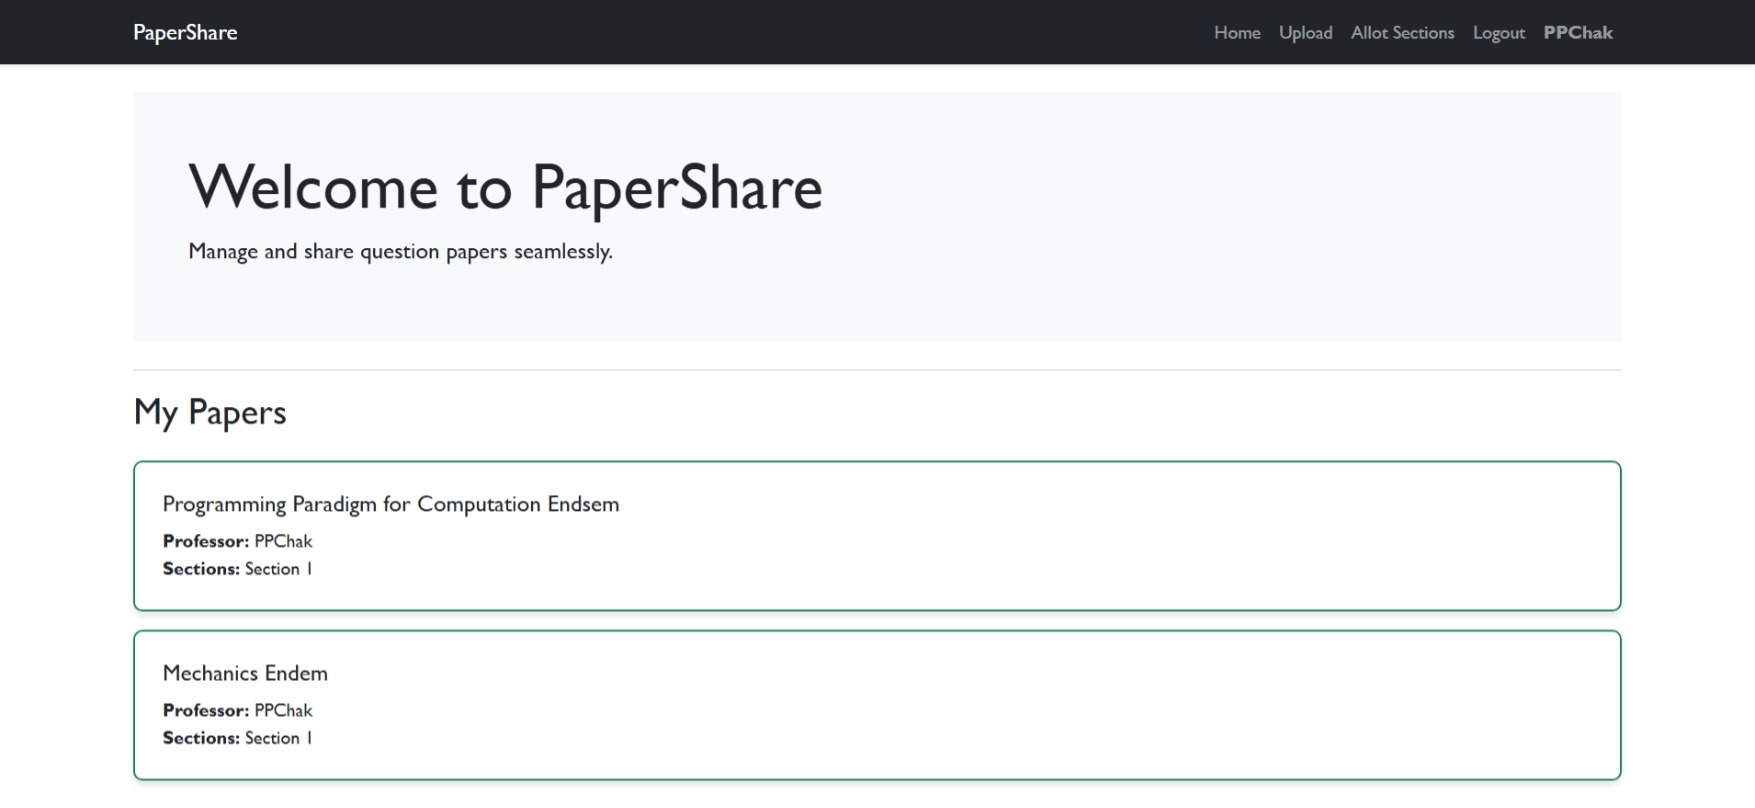 PaperShare
Home Upload Allot Sections Logout PPChak
Welcome to PaperShare
Manage and share question papers seamlessly.
My Papers
Programming Paradigm for Computation Endsem
Professor: PPChak
Sections: Section 1
Mechanics Endem
Professor: PPChak
Sections: Section 1